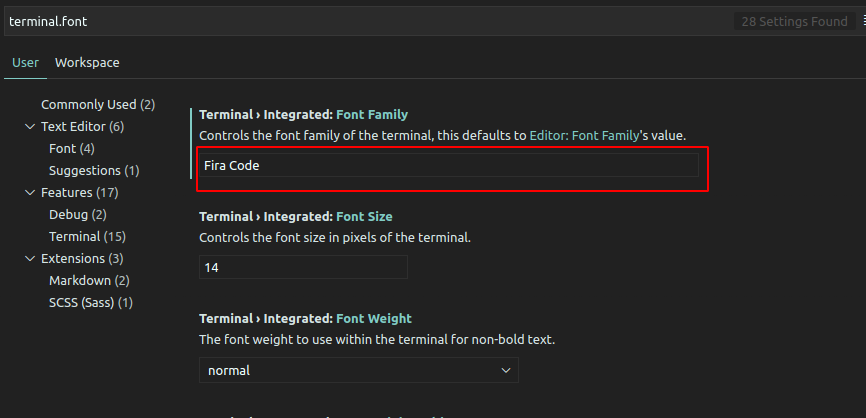 terminal.font
28 Settings Found
User
Workspace
Commonly Used (2)
Text Editor (6)
Font (4)
Suggestions (1)
Features (17)
Debug (2)
Terminal (15)
Extensions (3)
Markdown (2)
SCSS (Sass) (1)
Terminal › Integrated: Font Family
Controls the font family of the terminal, this defaults to Editor: Font Family's value.
Fira Code
Terminal › Integrated: Font Size
Controls the font size in pixels of the terminal.
14
Terminal › Integrated: Font Weight
The font weight to use within the terminal for non-bold text.
normal